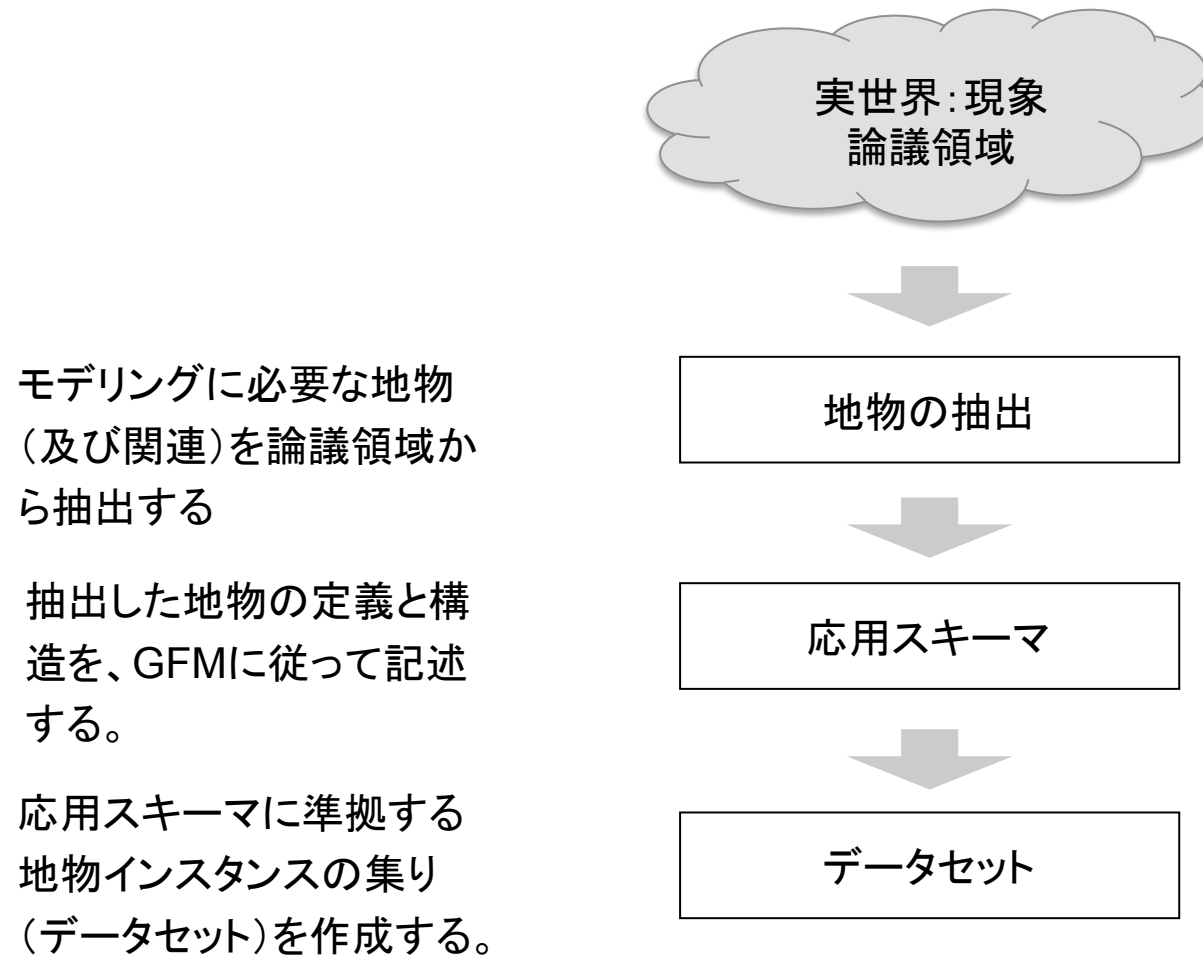 実世界：現象
論議領域
モデリングに必要な地物
（及び関連）を論議領域か
ら抽出する
地物の抽出
抽出した地物の定義と構
造を、GFMに従って記述
する。
応用スキーマ
応用スキーマに準拠する
地物インスタンスの集り
（データセット）を作成する。
データセット